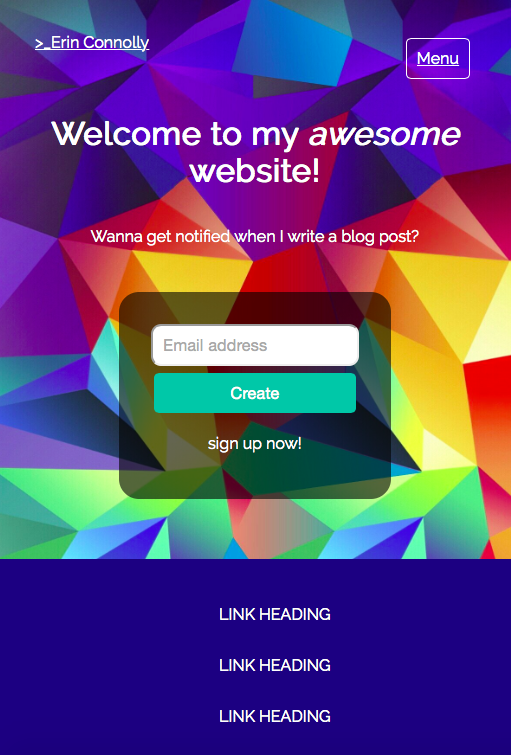 >_Erin Connolly
Menu
Welcome to my awesome
website!
Wanna get notified when I write a blog post?
Email address
Create
sign up now!
LINK HEADING
LINK HEADING
LINK HEADING